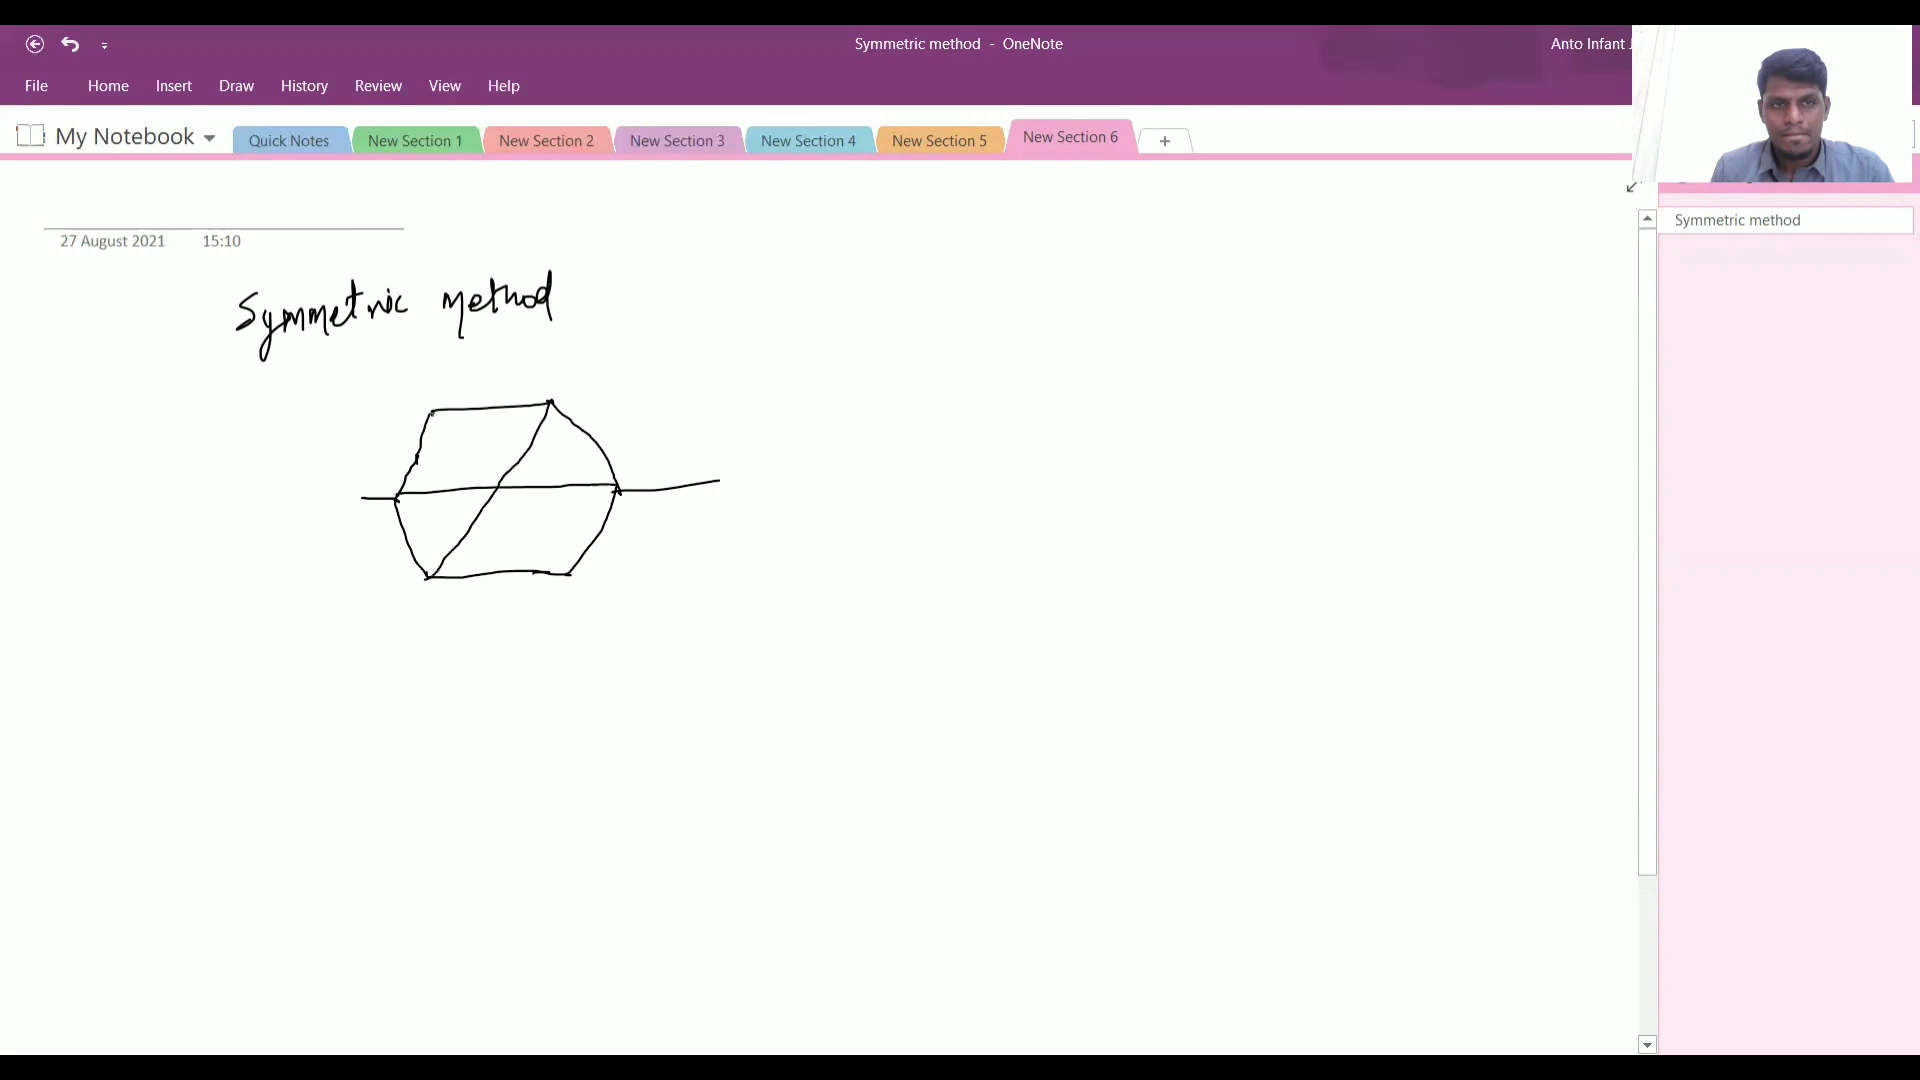 Symmetric method - OneNote
Anto Infant
File Home Insert Draw History Review View Help
My Notebook
Quick Notes New Section 1 New Section 2 New Section 3 New Section 4 New Section 5 New Section 6 +
Symmetric method
27 August 2021 15:10
Symmetric method